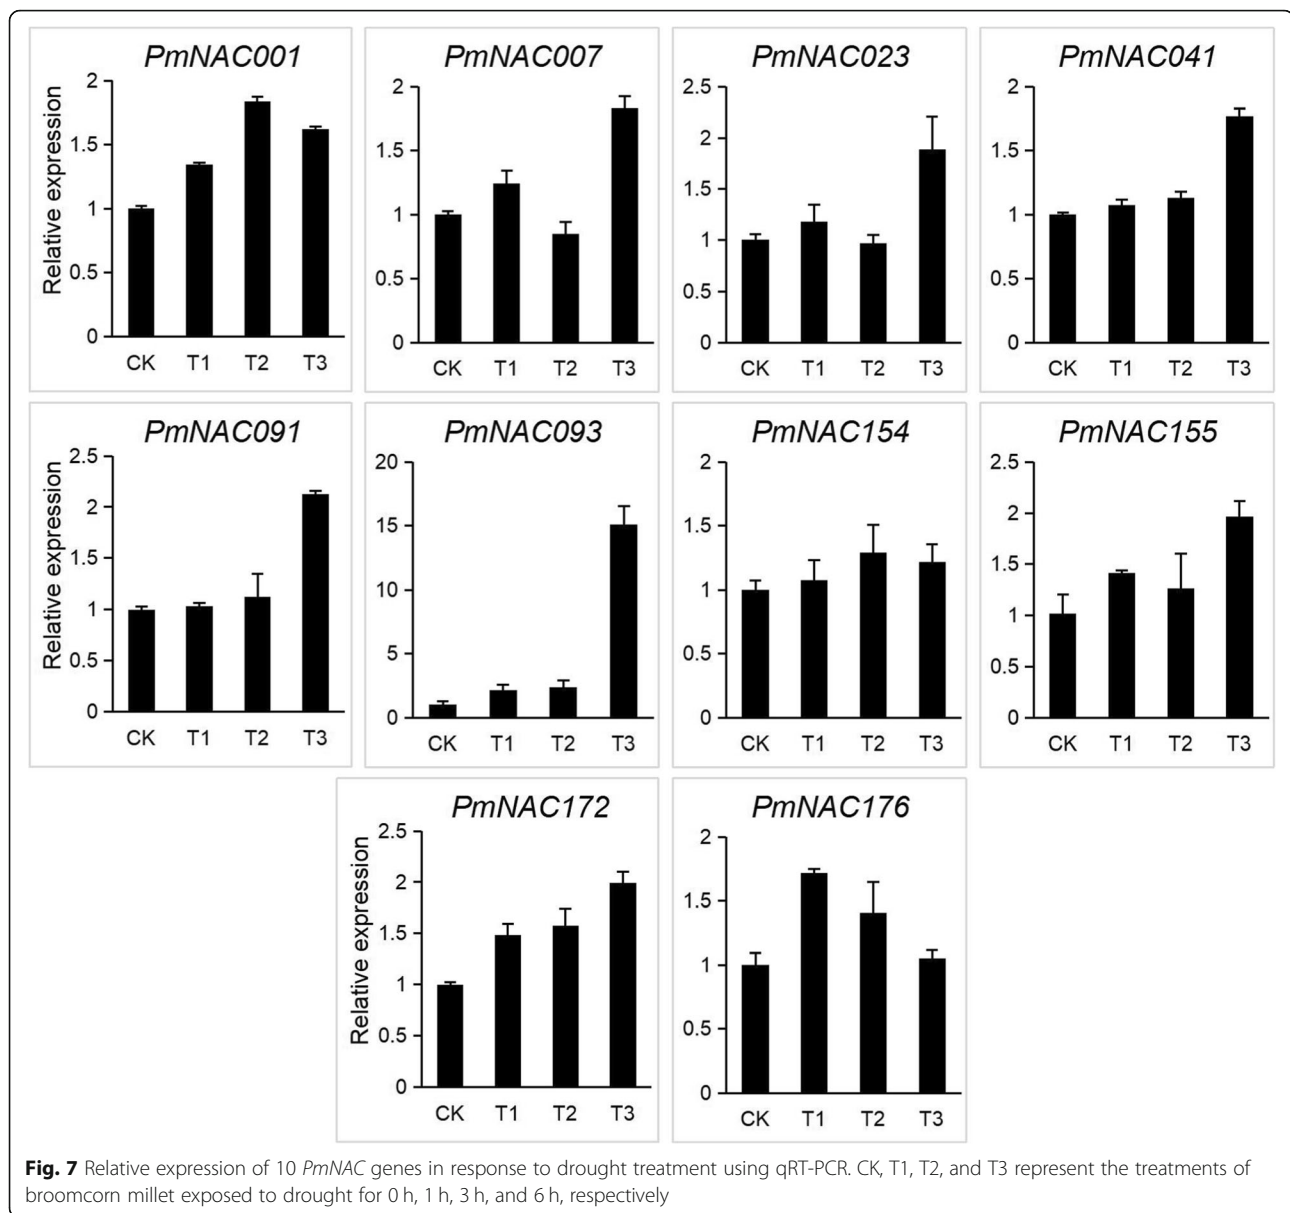 PmNAC001
PmNAC007
PmNAC023
PmNAC041
Relative expression
2
1.5
1
0.5
0
CK T1 T2 T3
2
1.5
1
0.5
0
CK T1 T2 T3
2.5
2
1.5
1
0.5
0
CK T1 T2 T3
2
1.5
1
0.5
0
CK T1 T2 T3
PmNAC091
PmNAC093
PmNAC154
PmNAC155
Relative expression
2.5
2
1.5
1
0.5
0
CK T1 T2 T3
20
15
10
5
0
CK T1 T2 T3
2
1.5
1
0.5
0
CK T1 T2 T3
2.5
2
1.5
1
0.5
0
CK T1 T2 T3
PmNAC172
PmNAC176
Relative expression
2.5
2
1.5
1
0.5
0
CK T1 T2 T3
2
1.5
1
0.5
0
CK T1 T2 T3
Fig. 7 Relative expression of 10 PmNAC genes in response to drought treatment using qRT-PCR. CK, T1, T2, and T3 represent the treatments of
broomcorn millet exposed to drought for 0 h, 1 h, 3 h, and 6 h, respectively